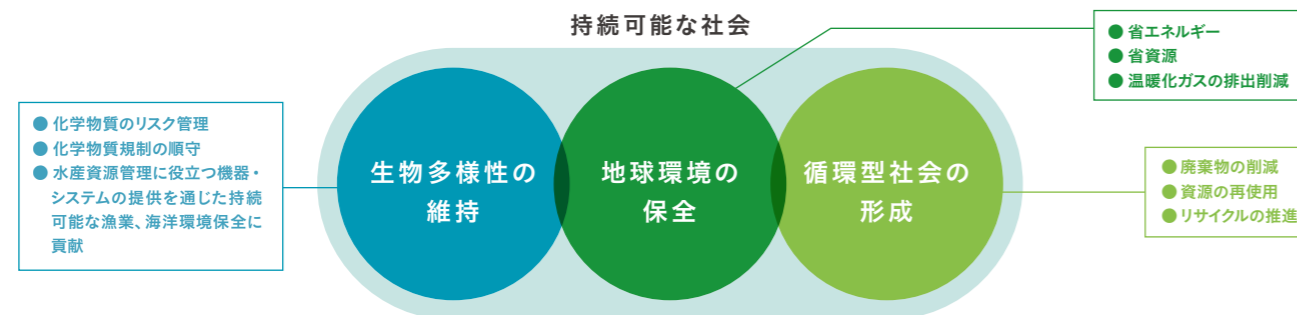 持続可能な社会
● 化学物質のリスク管理
● 化学物質規制の順守
● 水産資源管理に役立つ機器・
システムの提供を通じた持続
可能な漁業、海洋環境保全に
貢献
生物多様性の
維持
地球環境の
保全
循環型社会の
形成
● 省エネルギー
● 省資源
● 温暖化ガスの排出削減
● 廃棄物の削減
● 資源の再使用
● リサイクルの推進